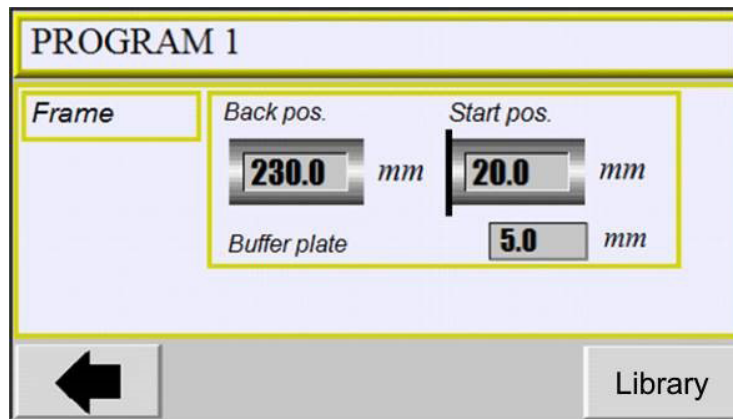 PROGRAM 1
Frame
Back pos. Start pos.
230.0 mm 20.0 mm
Buffer plate 5.0 mm
Library